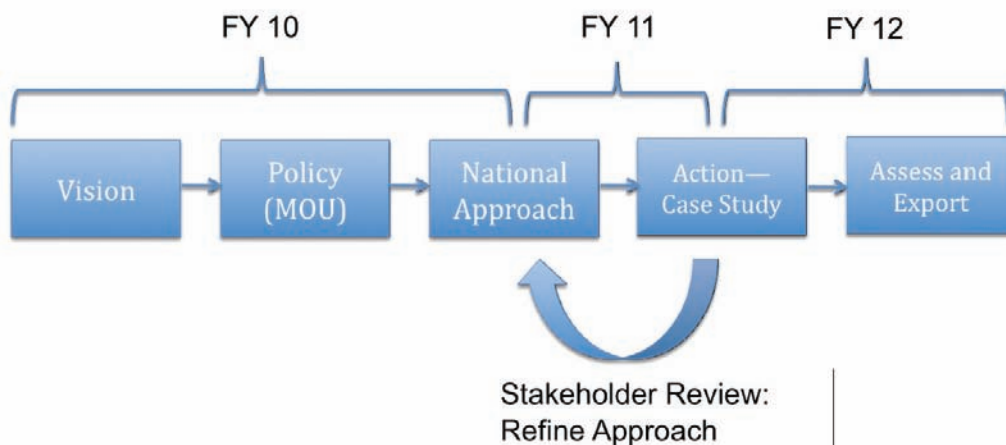 FY 10
FY 11
FY 12
Vision
Policy
(MOU)
National
Approach
Action—
Case Study
Assess and
Export
Stakeholder Review:
Refine Approach